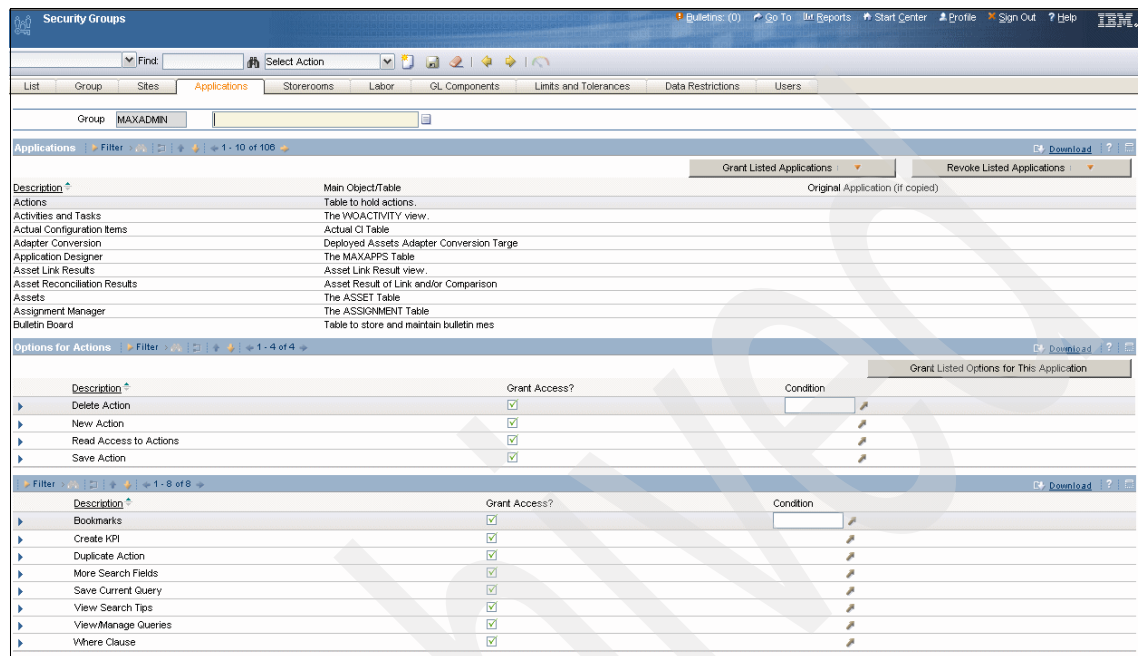 Security Groups
Bulletins: (0) Go To Reports Start Center Profile Sign Out ? Help IBM.
Find: Select Action
List Group Sites Applications Storerooms Labor GL Components Limits and Tolerances Data Restrictions Users
Group MAXADMIN
Applications Filter 1 - 10 of 106 Download ?
Grant Listed Applications Revoke Listed Applications
Description Main Object/Table Original Application (if copied)
Actions Table to hold actions.
Activities and Tasks The WOACTIVITY view.
Actual Configuration Items Actual CI Table
Adapter Conversion Deployed Assets Adapter Conversion Targe
Application Designer The MAXAPPS Table
Asset Link Results Asset Link Result view.
Asset Reconciliation Results Asset Result of Link and/or Comparison
Assets The ASSET Table
Assignment Manager The ASSIGNMENT Table
Bulletin Board Table to store and maintain bulletin mes
Options for Actions Filter 1 - 4 of 4 Download ?
Grant Listed Options for This Application
Description Grant Access? Condition
Delete Action
New Action
Read Access to Actions
Save Action
Filter 1 - 8 of 8 Download ?
Description Grant Access? Condition
Bookmarks
Create KPI
Duplicate Action
More Search Fields
Save Current Query
View Search Tips
View/Manage Queries
Where Clause